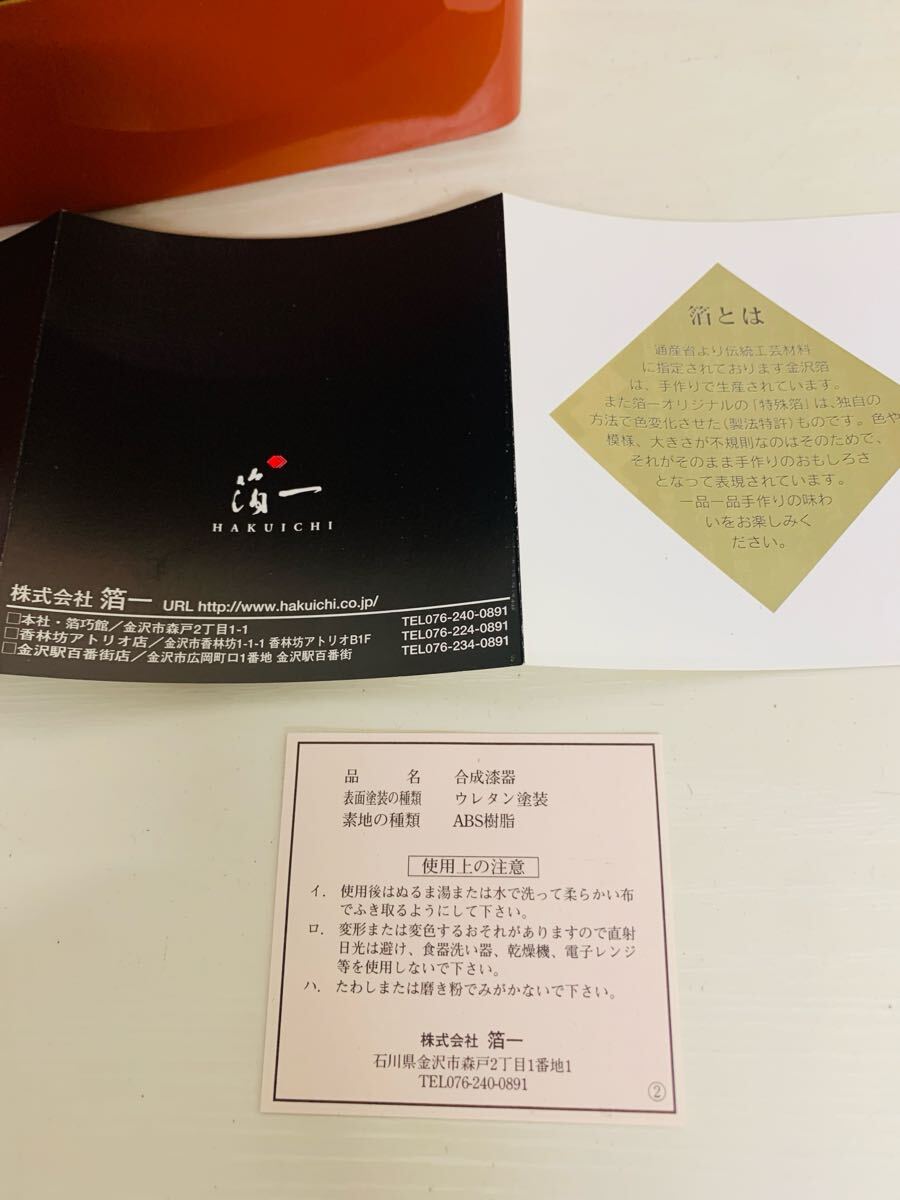 箔一
HAKUICHI
株式会社 箔一 URL http://www.hakuichi.co.jp/
□本社・箔巧館／金沢市森戸2丁目1-1 TEL076-240-0891
□香林坊アトリオ店／金沢市香林坊1-1-1 香林坊アトリオB1F TEL076-224-0891
□金沢駅百番街店／金沢市広岡町口1番地 金沢駅百番街 TEL076-234-0891
箔とは
通産省より伝統工芸材料
に指定されております金沢箔
は、手作りで生産されています。
また箔一オリジナルの「特殊箔」は、独自の
方法で色変化させた(製法特許)ものです。色や
模様、大きさが不規則なのはそのためで、
それがそのまま手作りのおもしろさ
となって表現されています。
一品一品手作りの味わ
いをお楽しみく
ださい。
品名 合成漆器
表面塗装の種類 ウレタン塗装
素地の種類 ABS樹脂
使用上の注意
イ. 使用後はぬるま湯または水で洗って柔らかい布
でふき取るようにして下さい。
ロ. 変形または変色するおそれがありますので直射
日光は避け、食器洗い器、乾燥機、電子レンジ
等を使用しないで下さい。
ハ. たわしまたは磨き粉でみがかないで下さい。
株式会社 箔一
石川県金沢市森戸2丁目1番地1
TEL076-240-0891
②